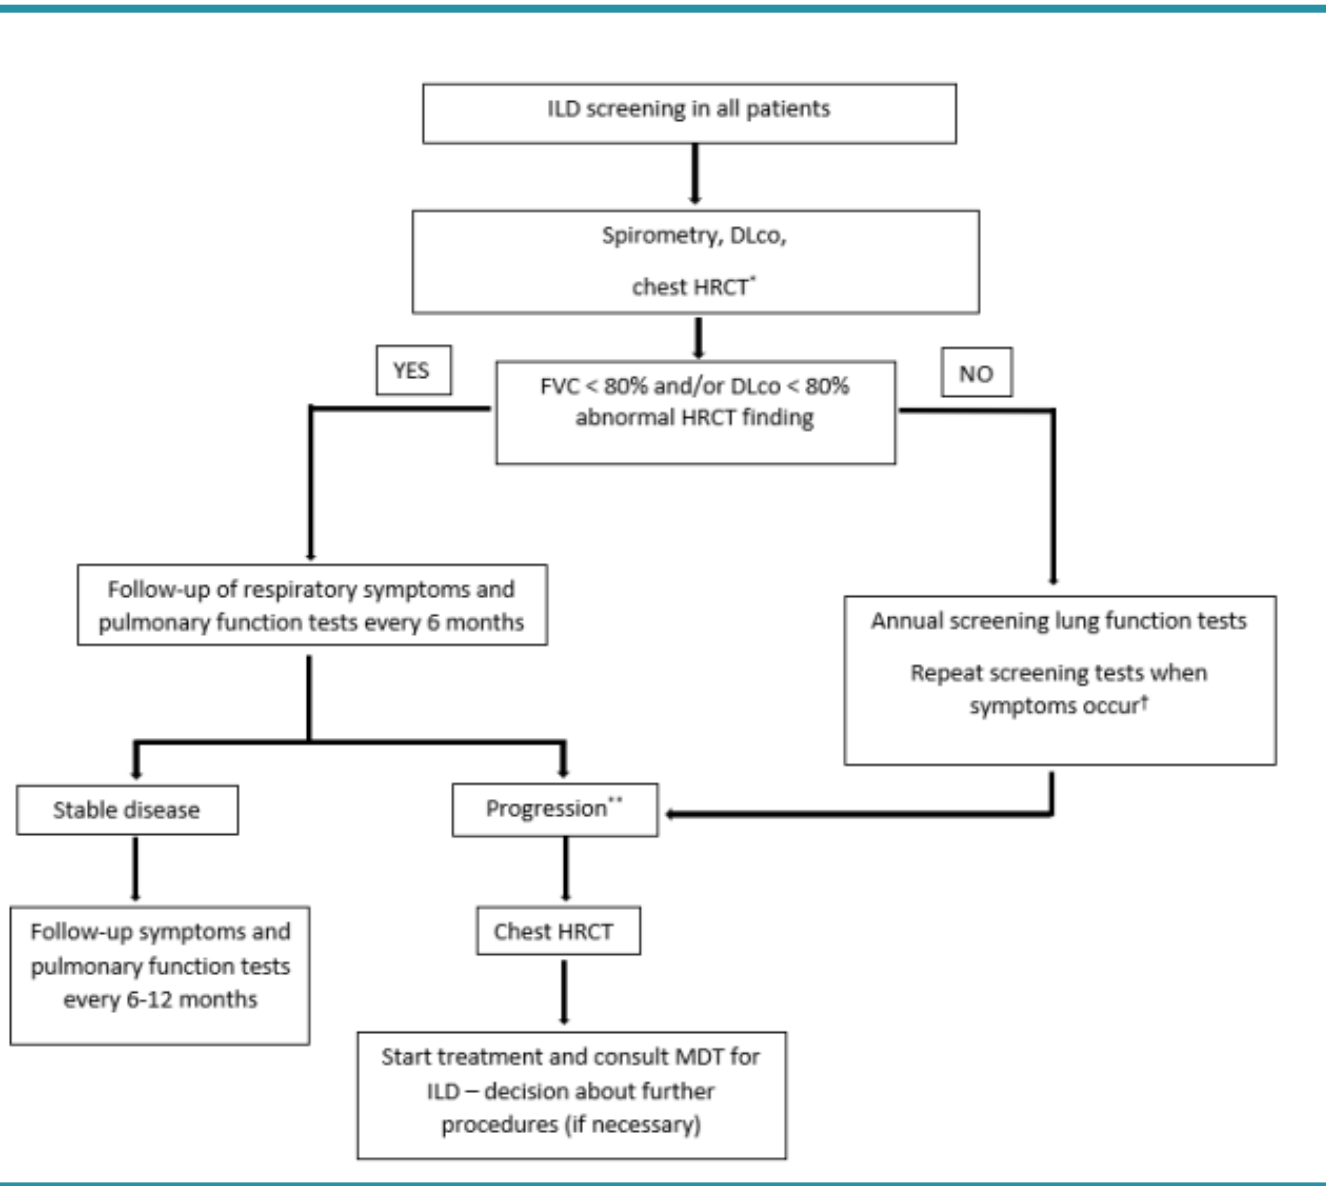 ILD screening in all patients
Spirometry, DLco,
chest HRCT*
YES
NO
FVC < 80% and/or DLco < 80%
abnormal HRCT finding
Follow-up of respiratory symptoms and
pulmonary function tests every 6 months
Annual screening lung function tests
Repeat screening tests when
symptoms occur†
Stable disease
Progression**
Follow-up symptoms and
pulmonary function tests
every 6-12 months
Chest HRCT
Start treatment and consult MDT for
ILD – decision about further
procedures (if necessary)